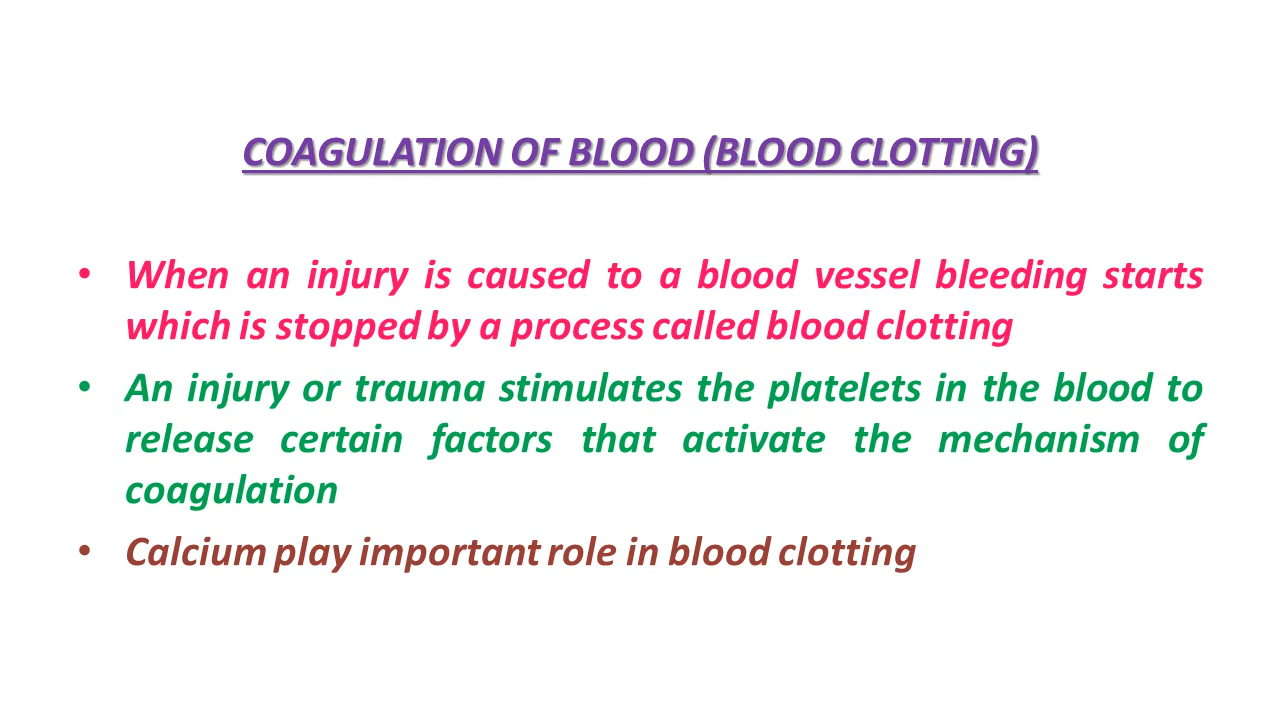 COAGULATION OF BLOOD (BLOOD CLOTTING)
• When an injury is caused to a blood vessel bleeding starts
which is stopped by a process called blood clotting
• An injury or trauma stimulates the platelets in the blood to
release certain factors that activate the mechanism of
coagulation
• Calcium play important role in blood clotting